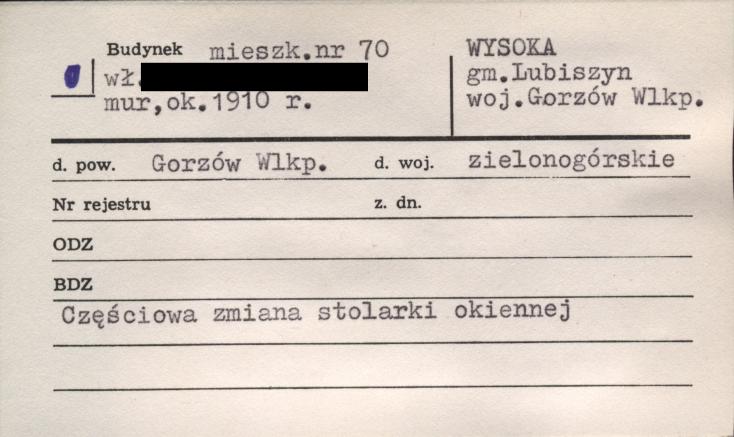 Budynek mieszk.nr 70
wł.
mur,ok.1910 r.
WYSOKA
gm.Lubiszyn
woj.Gorzów Wlkp.
d. pow. Gorzów Wlkp. d. woj. zielonogórskie
Nr rejestru z. dn.
ODZ
BDZ
Częściowa zmiana stolarki okiennej